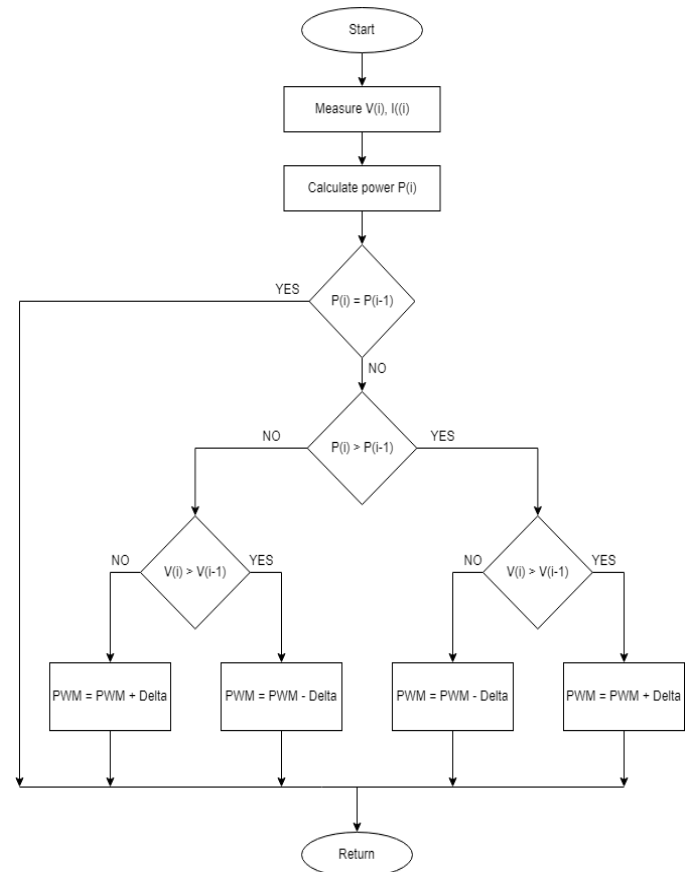 Start
Measure V(i), I((i)
Calculate power P(i)
YES
P(i) = P(i-1)
NO
NO
P(i) > P(i-1)
YES
NO
V(i) > V(i-1)
YES
NO
V(i) > V(i-1)
YES
PWM = PWM + Delta
PWM = PWM - Delta
PWM = PWM - Delta
PWM = PWM + Delta
Return